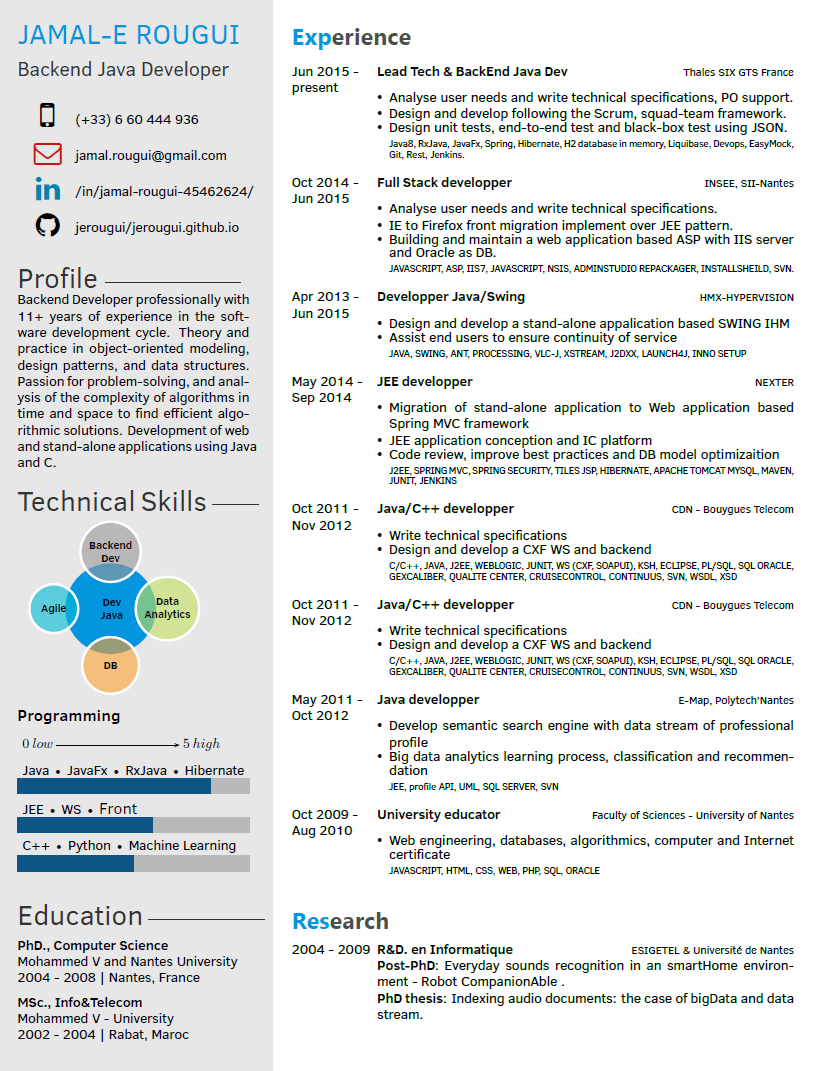 JAMAL-E ROUGUI
Backend Java Developer
(+33) 6 60 444 936
jamal.rougui@gmail.com
in
/in/jamal-rougui-45462624/
jerougui/jerougui.github.io
Profile
Backend Developer professionally with
11+ years of experience in the soft-
ware development cycle. Theory and
practice in object-oriented modeling,
design patterns, and data structures.
Passion for problem-solving, and anal-
ysis of the complexity of algorithms in
time and space to find efficient algo-
rithmic solutions. Development of web
and stand-alone applications using Java
and C.
Technical Skills
Backend
Dev
Agile
Dev
Java
Data
Analytics
DB
Programming
0 low 5 high
Java • JavaFx • RxJava • Hibernate
JEE • WS • Front
C++ • Python • Machine Learning
Education
PhD., Computer Science
Mohammed V and Nantes University
2004 - 2008 | Nantes, France
MSc., Info&Telecom
Mohammed V - University
2002 - 2004 | Rabat, Maroc
Experience
Jun 2015 - Lead Tech & BackEnd Java Dev Thales SIX GTS France
present
• Analyse user needs and write technical specifications, PO support.
• Design and develop following the Scrum, squad-team framework.
• Design unit tests, end-to-end test and black-box test using JSON.
Java8, RxJava, JavaFx, Spring, Hibernate, H2 database in memory, Liquibase, Devops, EasyMock,
Git, Rest, Jenkins.
Oct 2014 - Full Stack developper INSEE, SII-Nantes
Jun 2015
• Analyse user needs and write technical specifications.
• IE to Firefox front migration implement over JEE pattern.
• Building and maintain a web application based ASP with IIS server
and Oracle as DB.
JAVASCRIPT, ASP, IIS7, JAVASCRIPT, NSIS, ADMINSTUDIO REPACKAGER, INSTALLSHEILD, SVN.
Apr 2013 - Developper Java/Swing HMX-HYPERVISION
Jun 2015
• Design and develop a stand-alone appalication based SWING IHM
• Assist end users to ensure continuity of service
JAVA, SWING, ANT, PROCESSING, VLC-J, XSTREAM, J2DXX, LAUNCH4J, INNO SETUP
May 2014 - JEE developper NEXTER
Sep 2014
• Migration of stand-alone application to Web application based
Spring MVC framework
• JEE application conception and IC platform
• Code review, improve best practices and DB model optimizaition
J2EE, SPRING MVC, SPRING SECURITY, TILES JSP, HIBERNATE, APACHE TOMCAT MYSQL, MAVEN,
JUNIT, JENKINS
Oct 2011 - Java/C++ developper CDN - Bouygues Telecom
Nov 2012
• Write technical specifications
• Design and develop a CXF WS and backend
C/C++, JAVA, J2EE, WEBLOGIC, JUNIT, WS (CXF, SOAPUI), KSH, ECLIPSE, PL/SQL, SQL ORACLE,
GEXCALIBER, QUALITE CENTER, CRUISECONTROL, CONTINUUS, SVN, WSDL, XSD
Oct 2011 - Java/C++ developper CDN - Bouygues Telecom
Nov 2012
• Write technical specifications
• Design and develop a CXF WS and backend
C/C++, JAVA, J2EE, WEBLOGIC, JUNIT, WS (CXF, SOAPUI), KSH, ECLIPSE, PL/SQL, SQL ORACLE,
GEXCALIBER, QUALITE CENTER, CRUISECONTROL, CONTINUUS, SVN, WSDL, XSD
May 2011 - Java developper E-Map, Polytech'Nantes
Oct 2012
• Develop semantic search engine with data stream of professional
profile
• Big data analytics learning process, classification and recommen-
dation
JEE, profile API, UML, SQL SERVER, SVN
Oct 2009 - University educator Faculty of Sciences - University of Nantes
Aug 2010
• Web engineering, databases, algorithmics, computer and Internet
certificate
JAVASCRIPT, HTML, CSS, WEB, PHP, SQL, ORACLE
Research
2004 - 2009 R&D. en Informatique ESIGETEL & Université de Nantes
Post-PhD: Everyday sounds recognition in an smartHome environ-
ment - Robot CompanionAble .
PhD thesis: Indexing audio documents: the case of bigData and data
stream.